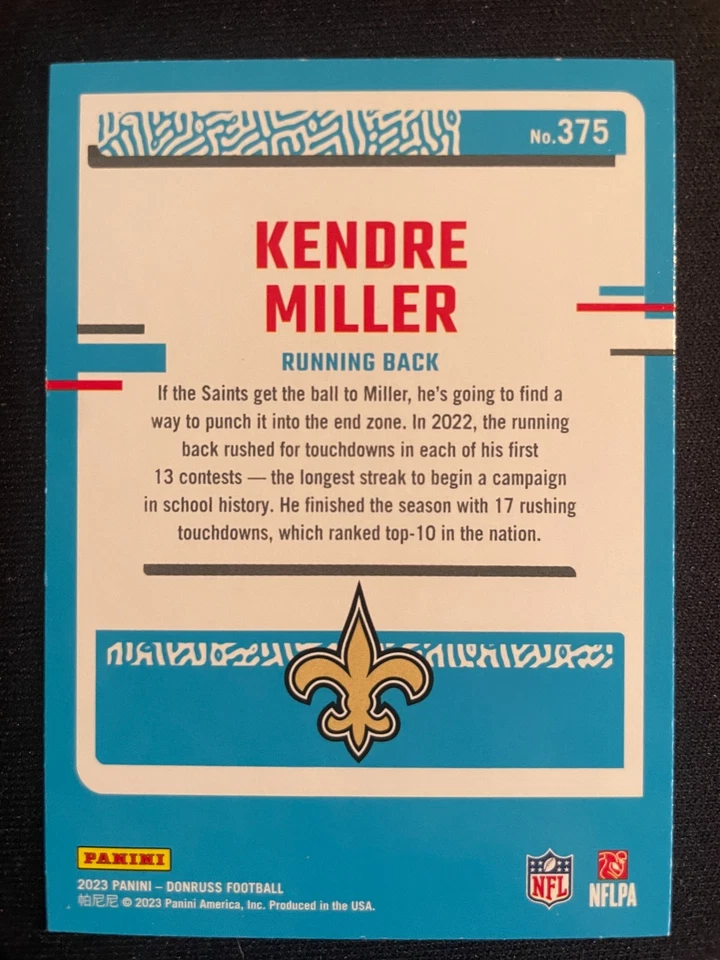 No. 375
KENDRE
MILLER
RUNNING BACK
If the Saints get the ball to Miller, he's going to find a
way to punch it into the end zone. In 2022, the running
back rushed for touchdowns in each of his first
13 contests — the longest streak to begin a campaign
in school history. He finished the season with 17 rushing
touchdowns, which ranked top-10 in the nation.
PANINI
2023 PANINI – DONRUSS FOOTBALL
帕尼尼 © 2023 Panini America, Inc. Produced in the USA.
NFL
NFLPA